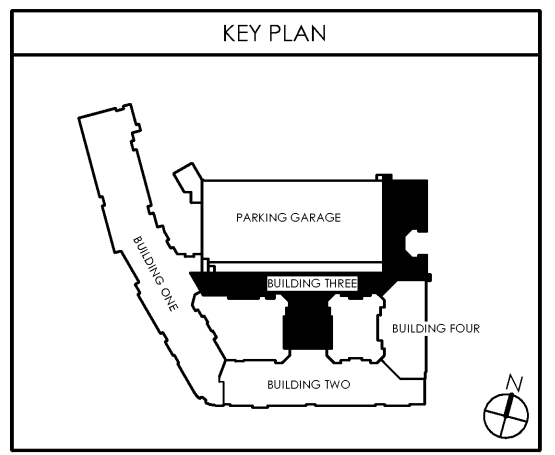 KEY PLAN
PARKING GARAGE
BUILDING ONE
BUILDING THREE
BUILDING FOUR
BUILDING TWO
N